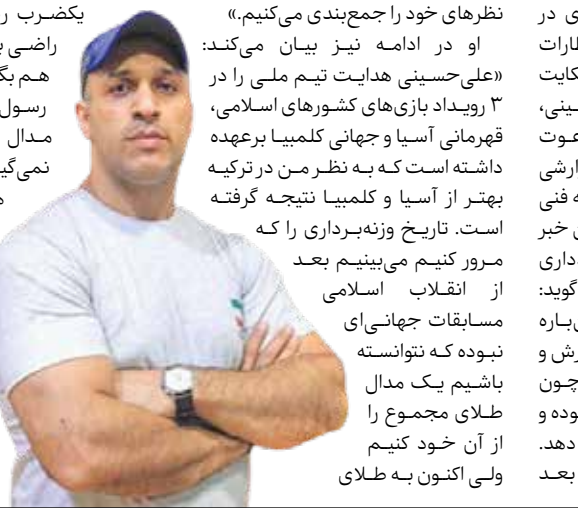 ی در
طارات
کایت
ینی،
عوت
ارشی
ه فنی
خبر
داری
گوید:
باره
زش و
چون
وده و
دهد.
بعد
نظرهای خود را جمع‌بندی می‌کنیم.»
او در ادامه نیز بیان می‌کند:
«علی‌حسینی هدایت تیم ملی را در
۳ رویداد بازی‌های کشورهای اسلامی،
قهرمانی آسیا و جهانی کلمبیا برعهده
داشته است که به نظر من در ترکیه
بهتر از آسیا و کلمبیا نتیجه گرفته
است. تاریخ وزنه‌برداری را که
مرور کنیم می‌بینیم بعد
از انقلاب اسلامی
مسابقات جهانی‌ای
نبوده که نتوانسته
باشیم یک مدال
طلای مجموع را
از آن خود کنیم
ولی اکنون به طلای
یکضرب ر
راضی ب
هم بگ
رسول
مدال
نمی‌گی